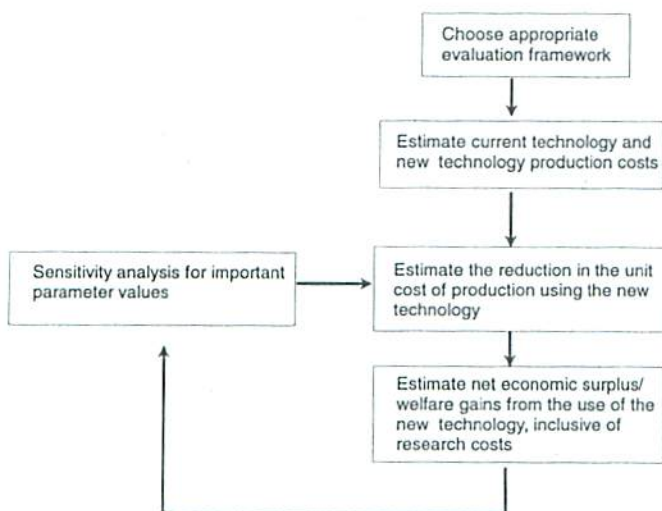 Choose appropriate
evaluation framework
Estimate current technology and
new technology production costs
Sensitivity analysis for important
parameter values
Estimate the reduction in the unit
cost of production using the new
technology
Estimate net economic surplus/
welfare gains from the use of the
new technology, inclusive of
research costs